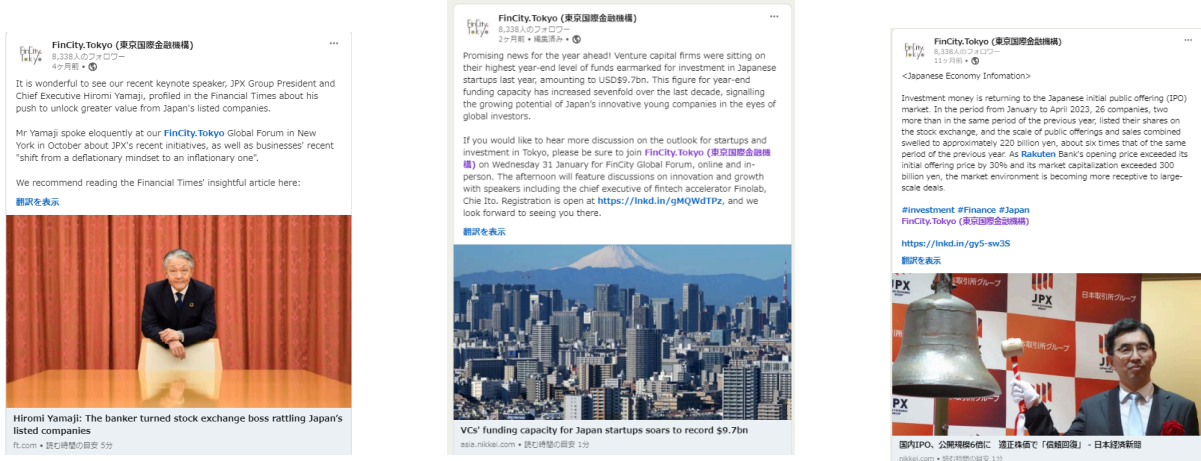 FinCity.Tokyo (東京国際金融機構)
8,338人のフォロワー
4ヶ月前 •
It is wonderful to see our recent keynote speaker, JPX Group President and
Chief Executive Hiromi Yamaji, profiled in the Financial Times about his
push to unlock greater value from Japan's listed companies.
Mr Yamaji spoke eloquently at our FinCity.Tokyo Global Forum in New
York in October about JPX's recent initiatives, as well as businesses' recent
"shift from a deflationary mindset to an inflationary one".
We recommend reading the Financial Times' insightful article here:
翻訳を表示
Hiromi Yamaji: The banker turned stock exchange boss rattling Japan's
listed companies
ft.com • 読む時間の目安 5分
FinCity.Tokyo (東京国際金融機構)
8,338人のフォロワー
2ヶ月前 • 編集済み •
Promising news for the year ahead! Venture capital firms were sitting on
their highest year-end level of funds earmarked for investment in Japanese
startups last year, amounting to USD$9.7bn. This figure for year-end
funding capacity has increased sevenfold over the last decade, signalling
the growing potential of Japan's innovative young companies in the eyes of
global investors.
If you would like to hear more discussion on the outlook for startups and
investment in Tokyo, please be sure to join FinCity.Tokyo (東京国際金融機
構) on Wednesday 31 January for FinCity Global Forum, online and in-
person. The afternoon will feature discussions on innovation and growth
with speakers including the chief executive of fintech accelerator Finolab,
Chie Ito. Registration is open at https://lnkd.in/gMQWdTPz, and we
look forward to seeing you there.
翻訳を表示
VCs' funding capacity for Japan startups soars to record $9.7bn
asia.nikkei.com • 読む時間の目安 1分
FinCity.Tokyo (東京国際金融機構)
8,338人のフォロワー
11ヶ月前 •
<Japanese Economy Infomation>
Investment money is returning to the Japanese initial public offering (IPO)
market. In the period from January to April 2023, 26 companies, two
more than in the same period of the previous year, listed their shares on
the stock exchange, and the scale of public offerings and sales combined
swelled to approximately 220 billion yen, about six times that of the same
period of the previous year. As Rakuten Bank's opening price exceeded its
initial offering price by 30% and its market capitalization exceeded 300
billion yen, the market environment is becoming more receptive to large-
scale deals.
#investment #Finance #Japan
FinCity.Tokyo (東京国際金融機構)
https://lnkd.in/gy5-sw3S
翻訳を表示
JPX
取引所グループ
JPX
日本取引所グループ
国内IPO、公開規模6倍に 適正株価で「信頼回復」 - 日本経済新聞
nikkei.com • 読む時間の目安 1分